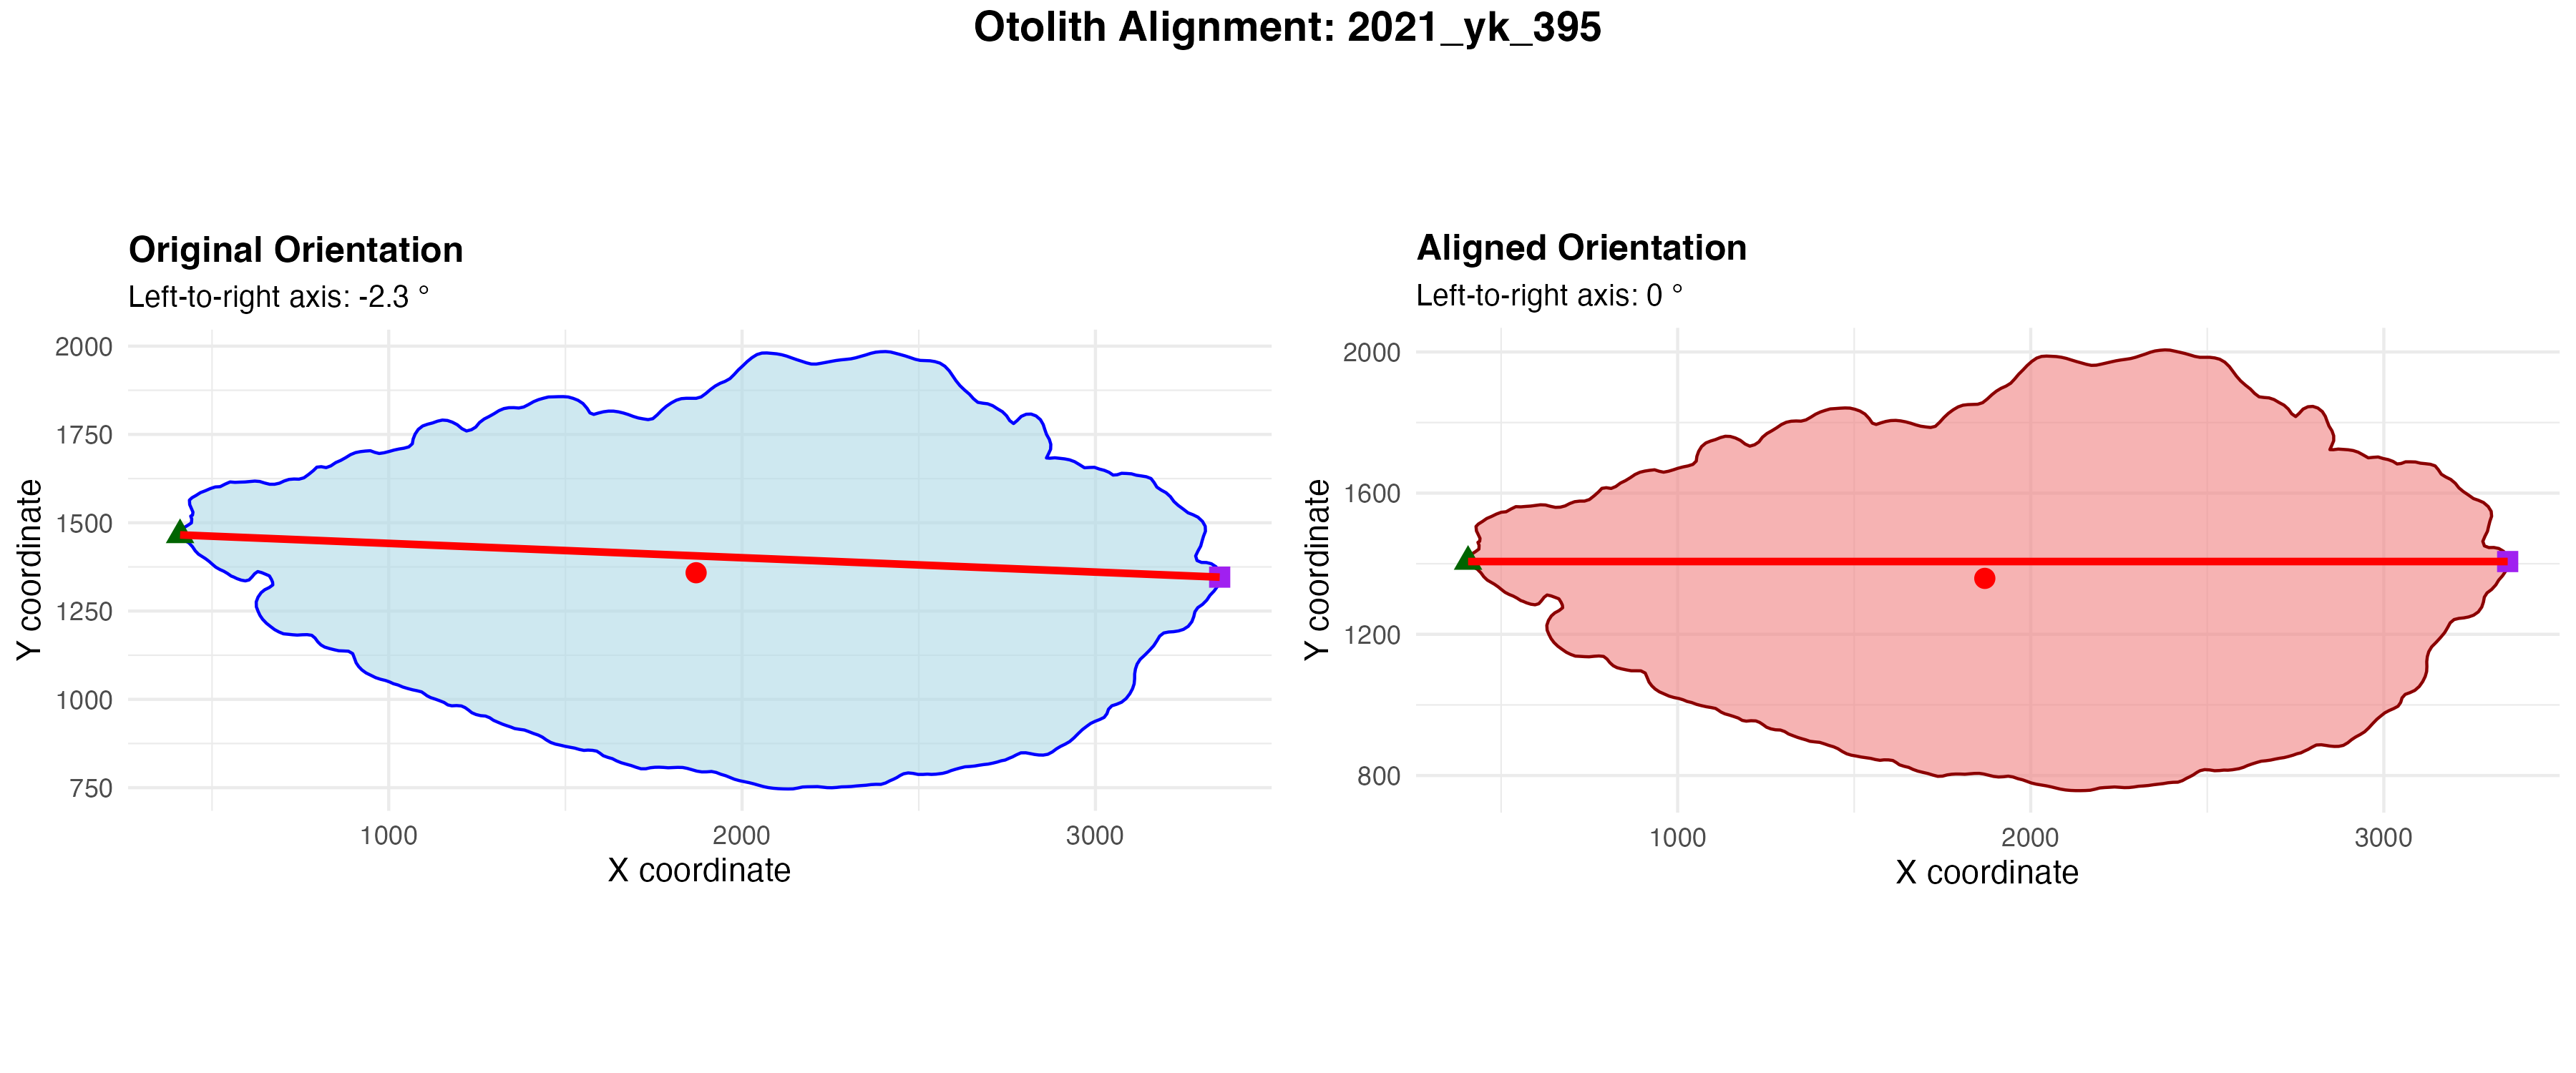 Otolith Alignment: 2021_yk_395
Original Orientation
Left-to-right axis: -2.3 °
2000
1750
1500
1250
1000
750
Y coordinate
1000 2000 3000
X coordinate
Aligned Orientation
Left-to-right axis: 0 °
2000
1600
1200
800
Y coordinate
1000 2000 3000
X coordinate